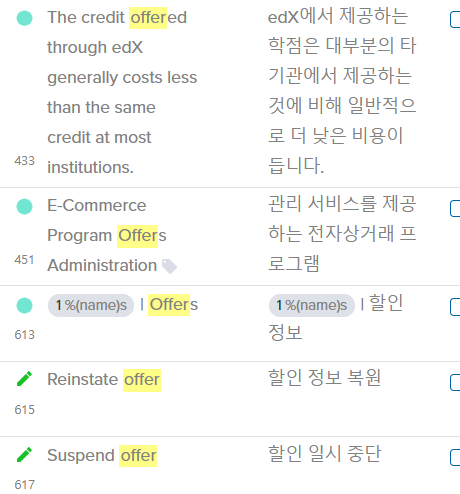 The credit offered
through edX
generally costs less
than the same
credit at most
institutions.
433
edX에서 제공하는
학점은 대부분의 타
기관에서 제공하는
것에 비해 일반적으
로 더 낮은 비용이
듭니다.
E-Commerce
Program Offers
Administration
451
관리 서비스를 제공
하는 전자상거래 프
로그램
1 %(name)s | Offers
613
1 %(name)s | 할인
정보
Reinstate offer
615
할인 정보 복원
Suspend offer
617
할인 일시 중단